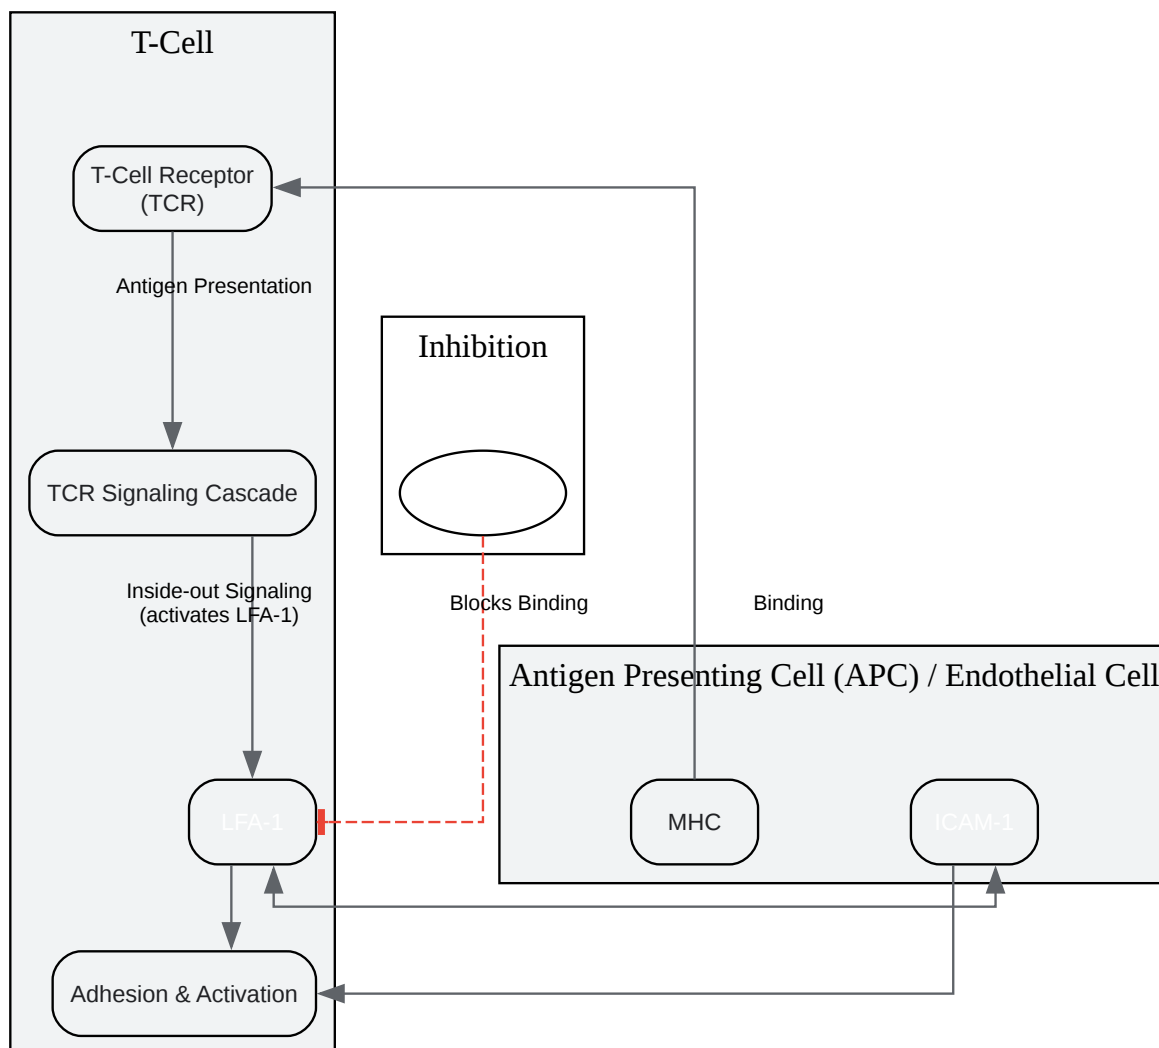 T-Cell
T-Cell Receptor
(TCR)
Antigen Presentation
Inhibition
TCR Signaling Cascade
Inside-out Signaling
(activates LFA-1)
Blocks Binding
Binding
Antigen Presenting Cell (APC) / Endothelial Cell
LFA-1
MHC
ICAM-1
Adhesion & Activation